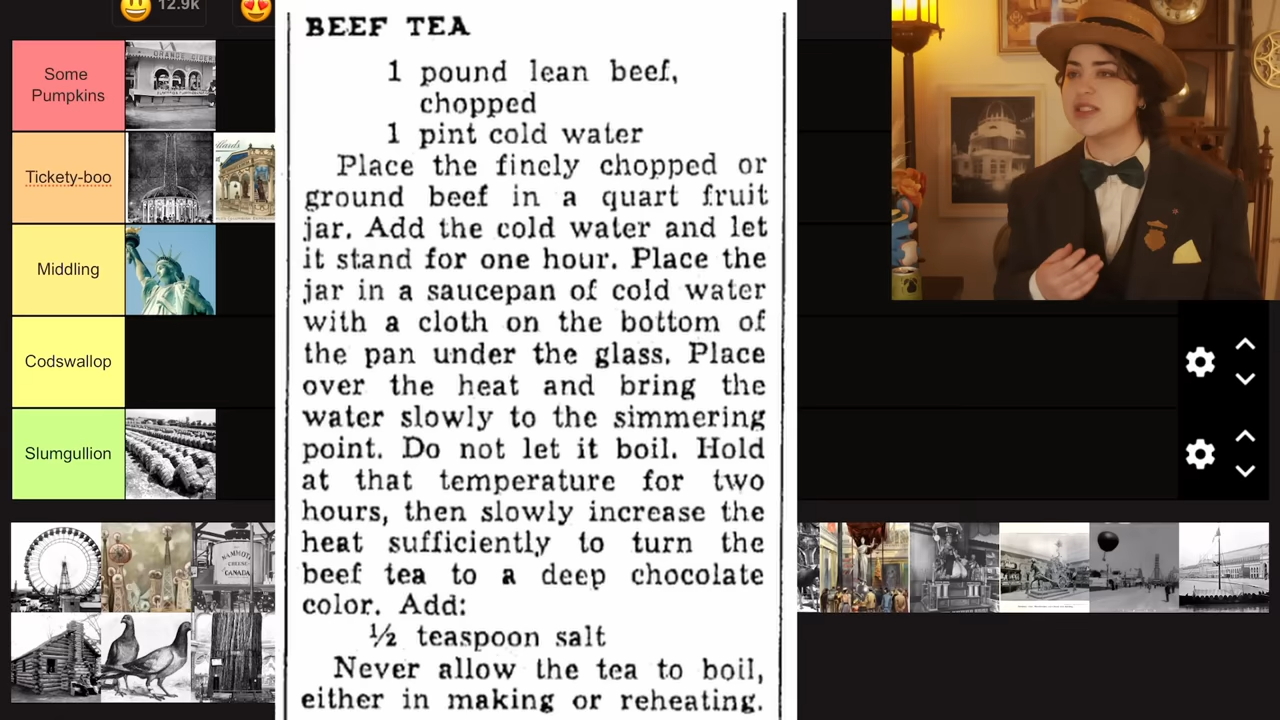 12.9k
Some
Pumpkins
Tickety-boo
Middling
Codswallop
Slumgullion
BEEF TEA
1 pound lean beef,
chopped
1 pint cold water
Place the finely chopped or
ground beef in a quart fruit
jar. Add the cold water and let
it stand for one hour. Place the
jar in a saucepan of cold water
with a cloth on the bottom of
the pan under the glass. Place
over the heat and bring the
water slowly to the simmering
point. Do not let it boil. Hold
at that temperature for two
hours, then slowly increase the
heat sufficiently to turn the
beef tea to a deep chocolate
color. Add:
½ teaspoon salt
Never allow the tea to boil,
either in making or reheating.
ORANGE CIDER
MAMMOTH
CHEESE
CANADA